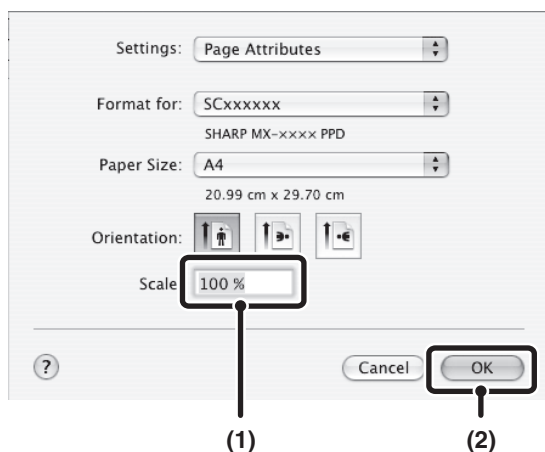 Settings: Page Attributes
Format for: SCxxxxxx
SHARP MX-×××× PPD
Paper Size: A4
20.99 cm x 29.70 cm
Orientation:
Scale 100 %
? Cancel OK
(1) (2)